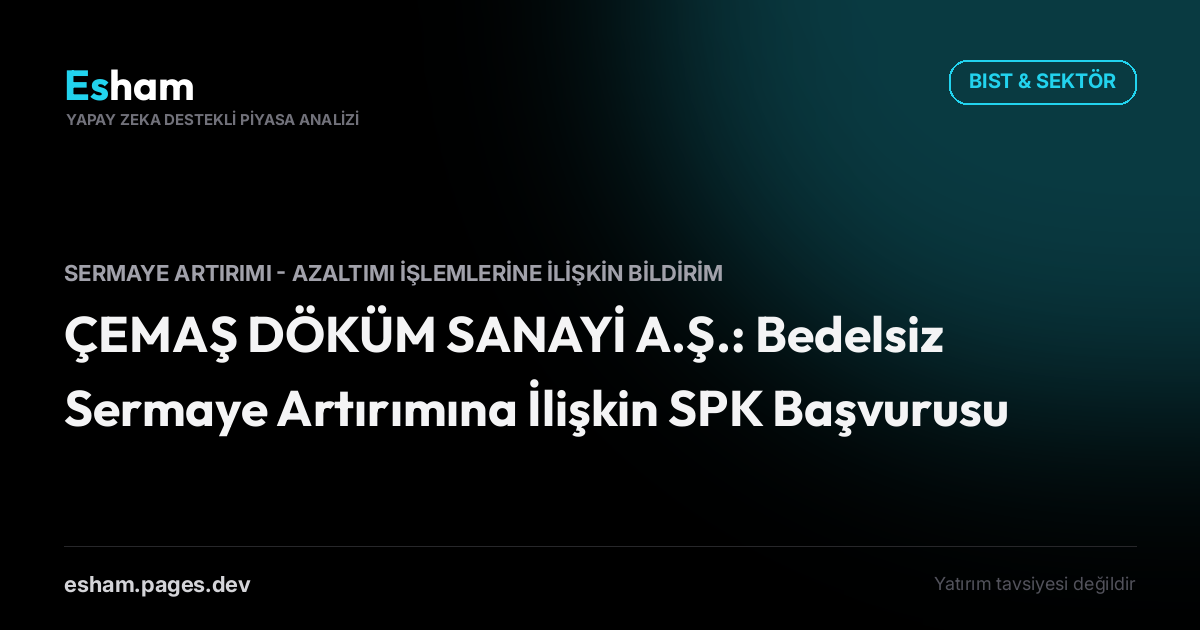 Esham
BIST & SEKTÖR
YAPAY ZEKA DESTEKLİ PİYASA ANALİZİ
SERMAYE ARTIRIMI - AZALTIMI İŞLEMLERİNE İLİŞKİN BİLDİRİM
ÇEMAŞ DÖKÜM SANAYİ A.Ş.: Bedelsiz
Sermaye Artırımına İlişkin SPK Başvurusu
esham.pages.dev
Yatırım tavsiyesi değildir